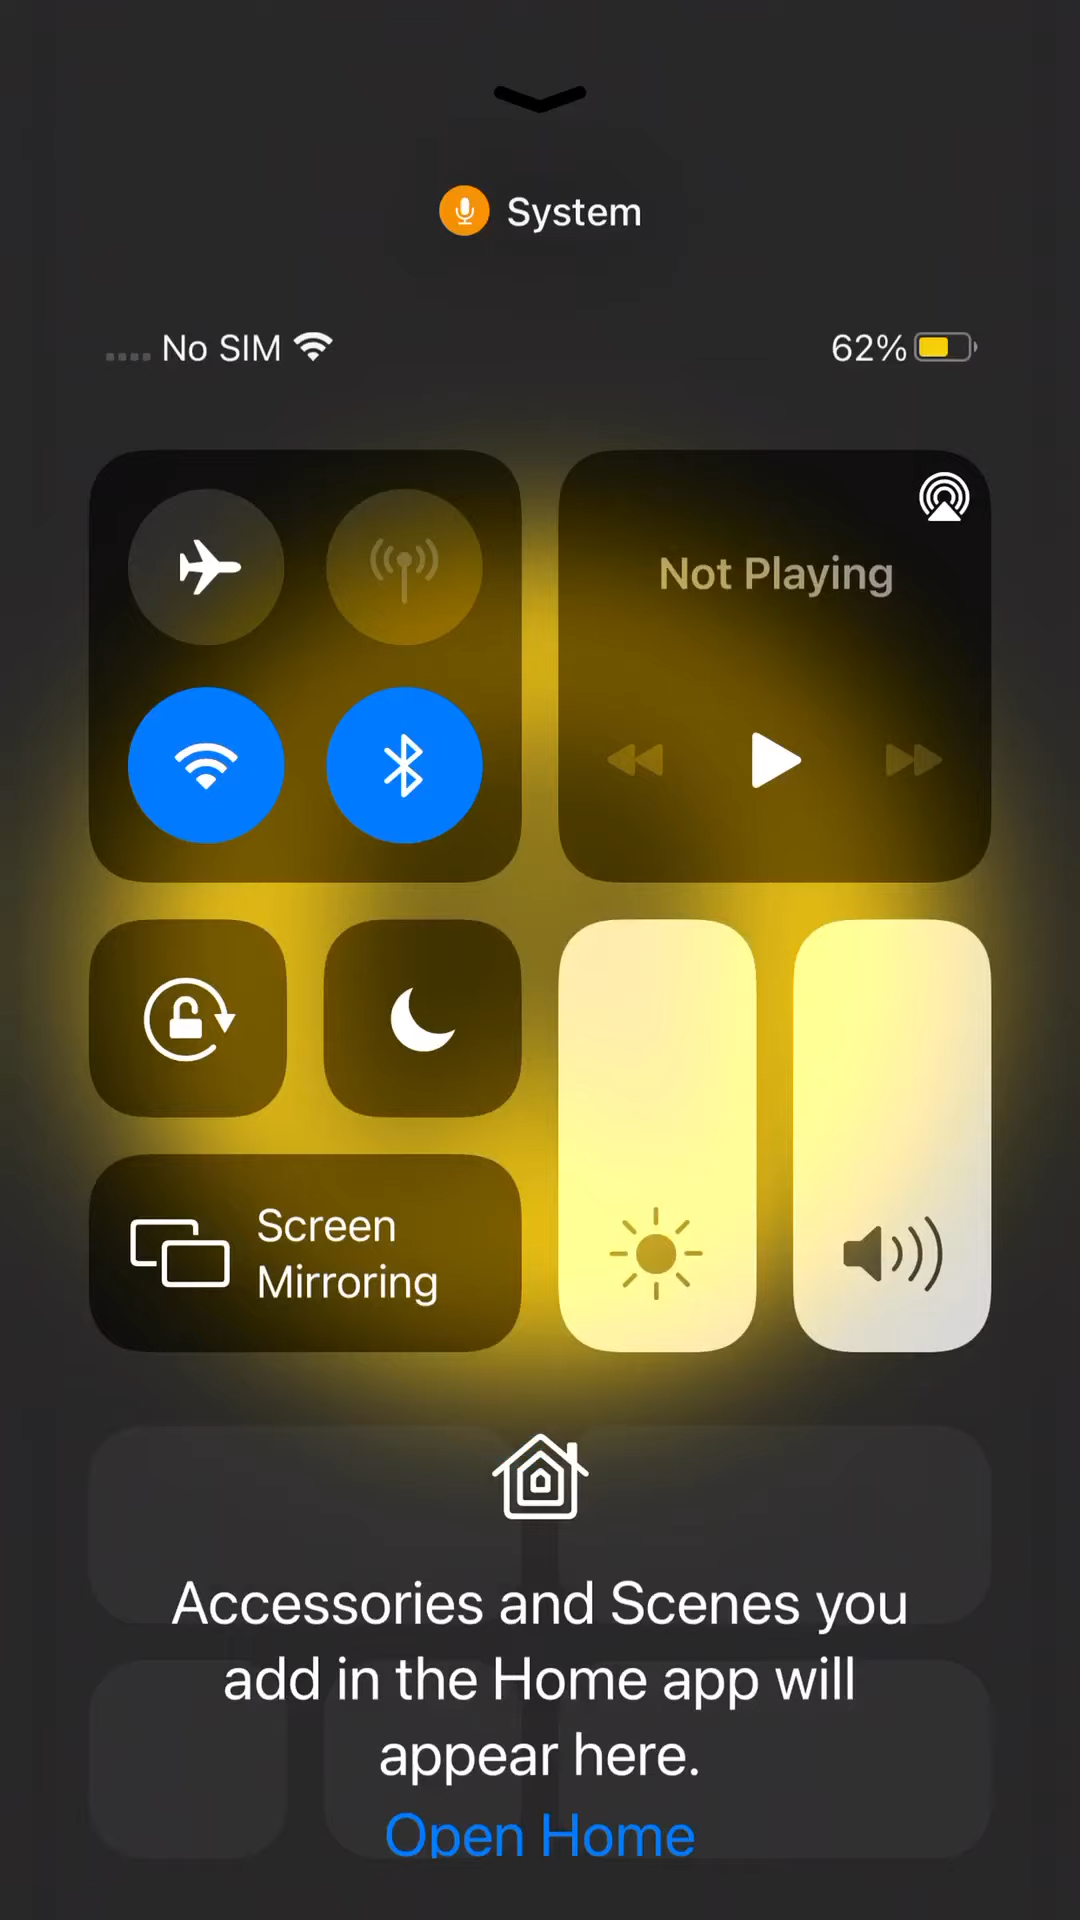 System
No SIM
62%
Not Playing
Screen
Mirroring
Accessories and Scenes you
add in the Home app will
appear here.
Open Home